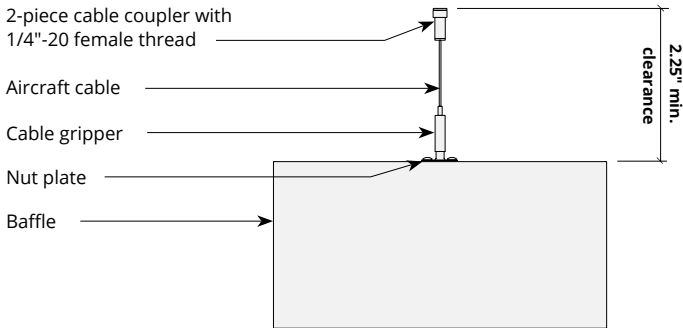 2-piece cable coupler with
1/4"-20 female thread
Aircraft cable
Cable gripper
Nut plate
Baffle
2.25" min.
clearance